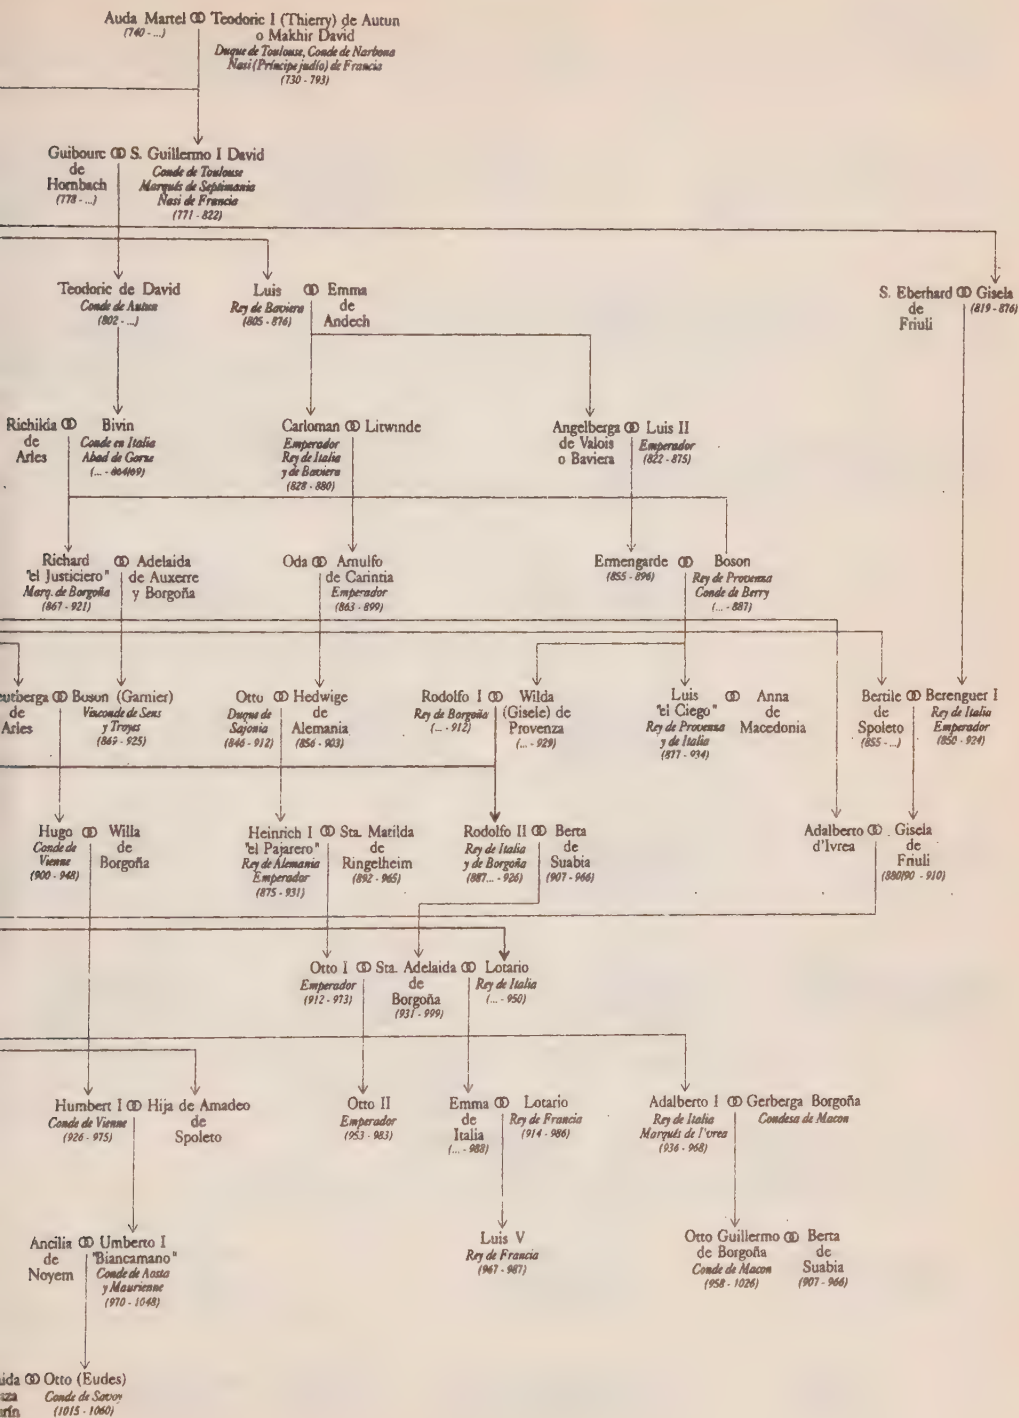 Auda Martel ⚭ Teodoric I (Thierry) de Autun
(740 - ...) o Makhir David
Duque de Toulouse, Conde de Narbona
Nasi (Príncipe judío) de Francia
(730 - 793)
Guibourc ⚭ S. Guillermo I David
de
Hornbach
(778 - ...)
Conde de Toulouse
Marqués de Septimania
Nasi de Francia
(771 - 822)
Teodoric de David
Conde de Autun
(802 - ...)
Luis ⚭ Emma
Rey de Baviera
(805 - 876)
de
Andech
S. Eberhard ⚭ Gisela
de
Friuli
(819 - 876)
Richikia ⚭ Bivin
de
Arles
Conde en Italia
Abad de Gorze
(... - 864/69)
Carloman ⚭ Litwinde
Emperador
Rey de Italia
y de Baviera
(828 - 880)
Angelberga ⚭ Luis II
de Valois
o Baviera
Emperador
(822 - 875)
Richard ⚭ Adelaida
"el Justiciero"
Marq. de Borgoña
(867 - 921)
de Auxerre
y Borgoña
Oda ⚭ Arnulfo
de Carintia
Emperador
(863 - 899)
Ermengarde ⚭ Boson
(855 - 896)
Rey de Provenza
Conde de Berry
(... - 887)
utberga ⚭ Boson (Garnier)
de
Arles
Vizconde de Sens
y Troyes
(869 - 925)
Otto ⚭ Hedwige
Duque de
Sajonia
(846 - 912)
de
Alemania
(856 - 903)
Rodolfo I ⚭ Wilda
Rey de Borgoña
(... - 912)
(Gisele) de
Provenza
(... - 929)
Luis ⚭ Anna
"el Ciego"
Rey de Provenza
y de Italia
(877 - 934)
de
Macedonia
Bertile ⚭ Berenguer I
de
Spoleto
(855 - ...)
Rey de Italia
Emperador
(850 - 924)
Hugo ⚭ Willa
Conde de
Vienne
(900 - 948)
de
Borgoña
Heinrich I ⚭ Sta. Matilda
"el Pajarero"
Rey de Alemania
Emperador
(875 - 931)
de
Ringelheim
(892 - 965)
Rodolfo II ⚭ Berta
Rey de Italia
y de Borgoña
(887... - 926)
de
Suabia
(907 - 966)
Adalberto ⚭ Gisela
d'Ivrea
de
Friuli
(880/90 - 910)
Otto I ⚭ Sta. Adelaida ⚭ Lotario
Emperador
(912 - 973)
de
Borgoña
(931 - 999)
Rey de Italia
(... - 950)
Humbert I ⚭ Hija de Amadeo
Conde de Vienne
(926 - 975)
de
Spoleto
Otto II
Emperador
(953 - 983)
Emma ⚭ Lotario
de
Italia
(... - 988)
Rey de Francia
(914 - 986)
Adalberto I ⚭ Gerberga Borgoña
Rey de Italia
Marqués de I'vrea
(936 - 968)
Condesa de Macon
Ancilia ⚭ Umberto I
de
Noyem
"Biancamano"
Conde de Aosta
y Maurienne
(970 - 1048)
Luis V
Rey de Francia
(967 - 987)
Otto Guillermo ⚭ Berta
de Borgoña
Conde de Macon
(958 - 1026)
de
Suabia
(907 - 966)
ida ⚭ Otto (Eudes)
Conde de Savoy
(1015 - 1060)